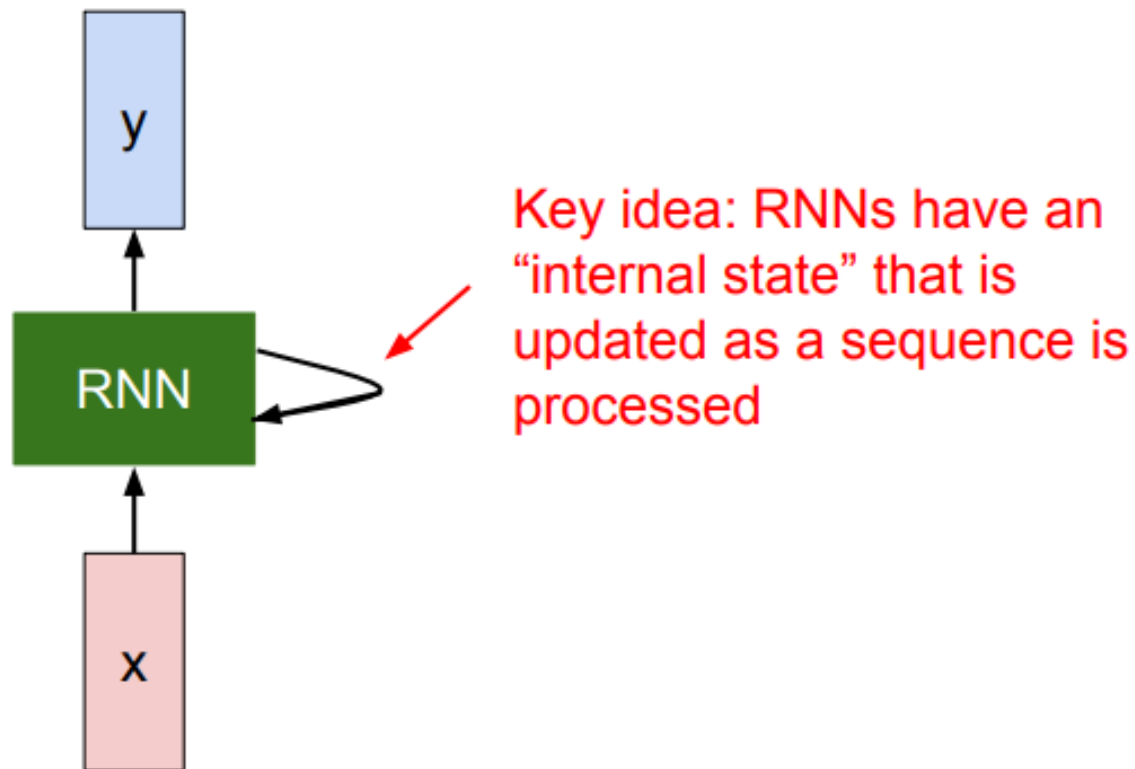 y
Key idea: RNNs have an
“internal state” that is
updated as a sequence is
processed
RNN
x